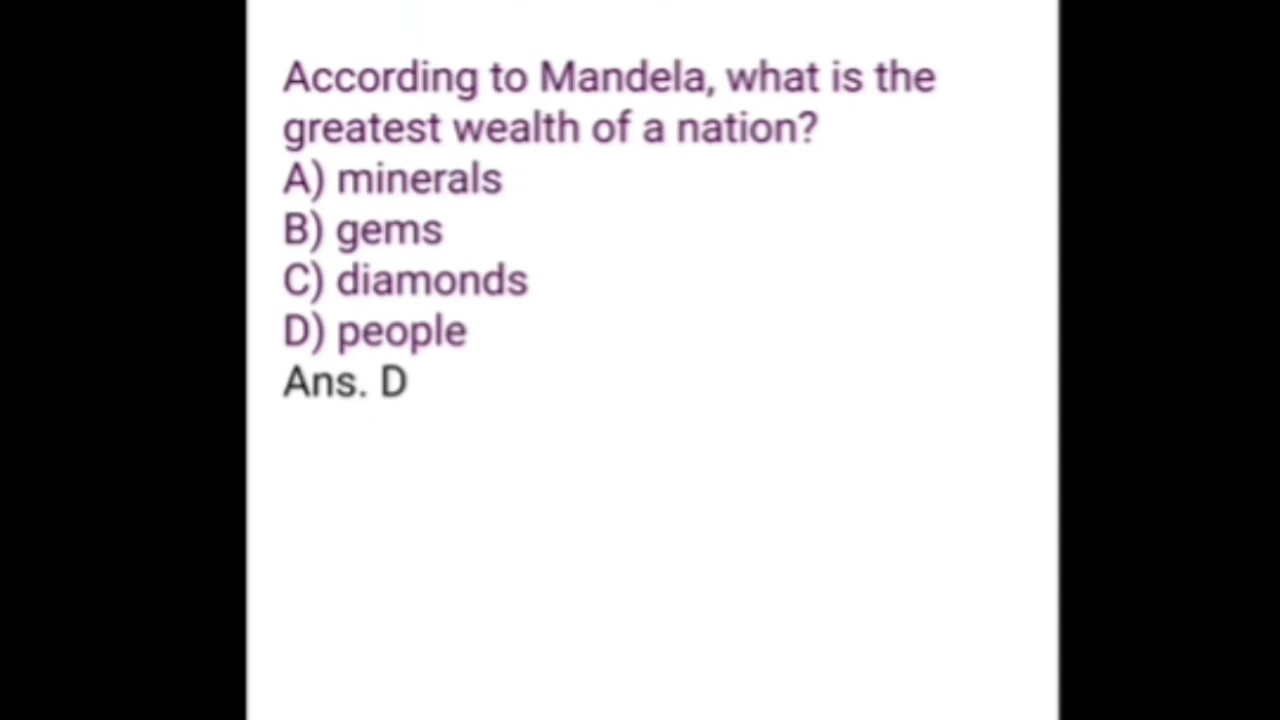 According to Mandela, what is the
greatest wealth of a nation?
A) minerals
B) gems
C) diamonds
D) people
Ans. D